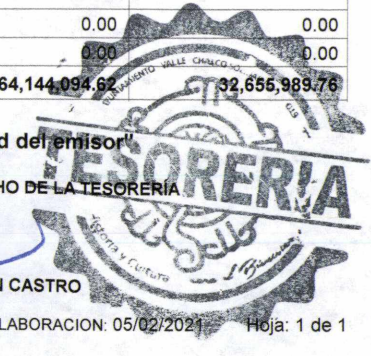 0.00 0.00
0.00 0.00
64,144,094.62 32,655,989.76
AYUNTAMIENTO VALLE CHALCO
d del emisor"
TESORERIA
HO DE LA TESORERÍA
Historia y Cultura
N CASTRO
LABORACION: 05/02/2021 Hoja: 1 de 1